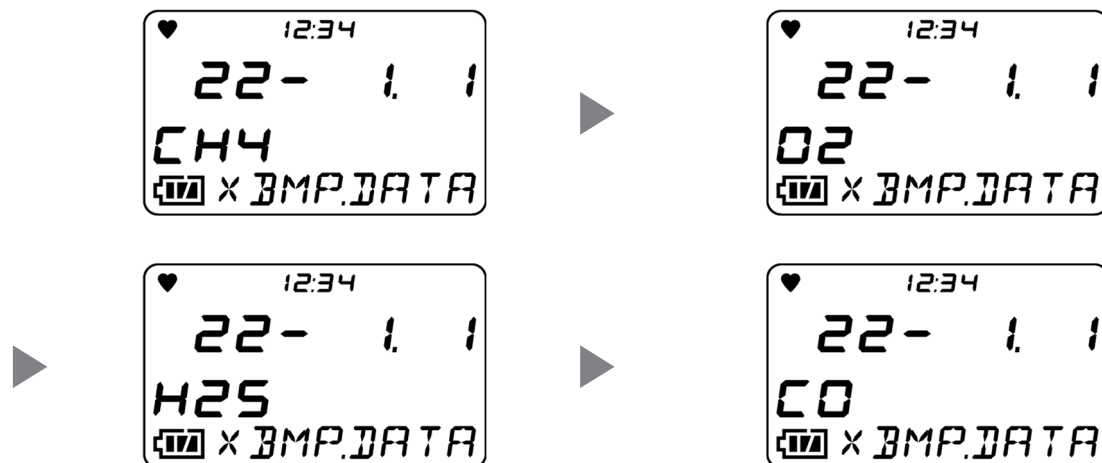 12:34
22- 1. 1
CH4
X BMP.DATA
12:34
22- 1. 1
O2
X BMP.DATA
12:34
22- 1. 1
H2S
X BMP.DATA
12:34
22- 1. 1
CO
X BMP.DATA